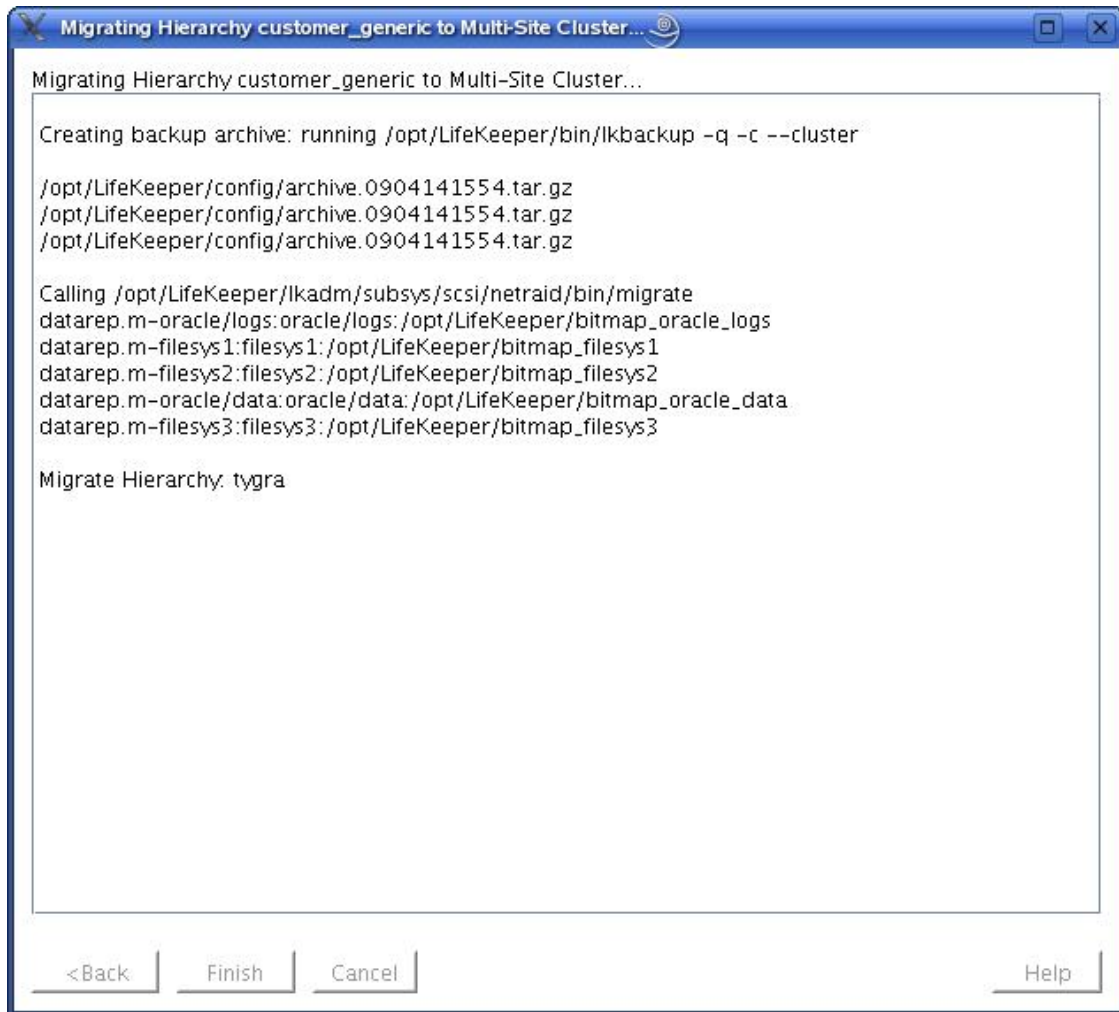 Migrating Hierarchy customer_generic to Multi-Site Cluster...
Migrating Hierarchy customer_generic to Multi-Site Cluster...
Creating backup archive: running /opt/LifeKeeper/bin/lkbackup -q -c --cluster
/opt/LifeKeeper/config/archive.0904141554.tar.gz
/opt/LifeKeeper/config/archive.0904141554.tar.gz
/opt/LifeKeeper/config/archive.0904141554.tar.gz
Calling /opt/LifeKeeper/lkadm/subsys/scsi/netraid/bin/migrate
datarep.m-oracle/logs:oracle/logs:/opt/LifeKeeper/bitmap_oracle_logs
datarep.m-filesys1:filesys1:/opt/LifeKeeper/bitmap_filesys1
datarep.m-filesys2:filesys2:/opt/LifeKeeper/bitmap_filesys2
datarep.m-oracle/data:oracle/data:/opt/LifeKeeper/bitmap_oracle_data
datarep.m-filesys3:filesys3:/opt/LifeKeeper/bitmap_filesys3
Migrate Hierarchy: tygra
<Back Finish Cancel Help